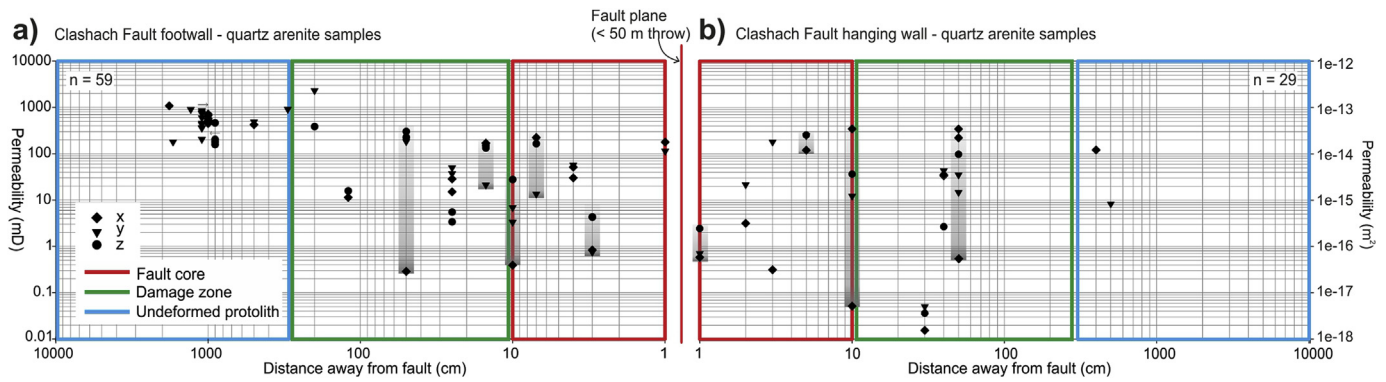 Fault plane
(< 50 m throw)
a) Clashach Fault footwall - quartz arenite samples
b) Clashach Fault hanging wall - quartz arenite samples
n = 59
n = 29
Permeability (mD)
10000
1000
100
10
1
0.1
0.01
x
y
z
Fault core
Damage zone
Undeformed protolith
10000 1000 100 10 1
Distance away from fault (cm)
1 10 100 1000 10000
Distance away from fault (cm)
1e-12
1e-13
1e-14
1e-15
1e-16
1e-17
1e-18
Permeability (m²)